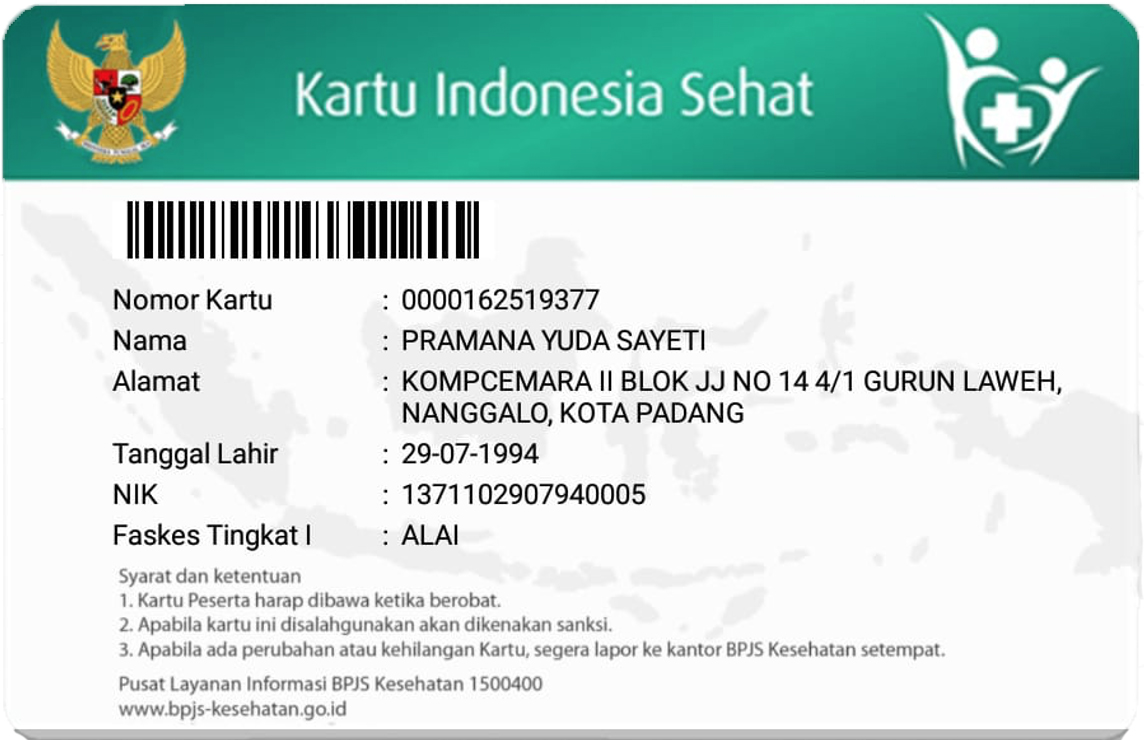 Kartu Indonesia Sehat
Nomor Kartu : 0000162519377
Nama : PRAMANA YUDA SAYETI
Alamat : KOMPCEMARA II BLOK JJ NO 14 4/1 GURUN LAWEH,
NANGGALO, KOTA PADANG
Tanggal Lahir : 29-07-1994
NIK : 1371102907940005
Faskes Tingkat I : ALAI
Syarat dan ketentuan
1. Kartu Peserta harap dibawa ketika berobat.
2. Apabila kartu ini disalahgunakan akan dikenakan sanksi.
3. Apabila ada perubahan atau kehilangan Kartu, segera lapor ke kantor BPJS Kesehatan setempat.
Pusat Layanan Informasi BPJS Kesehatan 1500400
www.bpjs-kesehatan.go.id